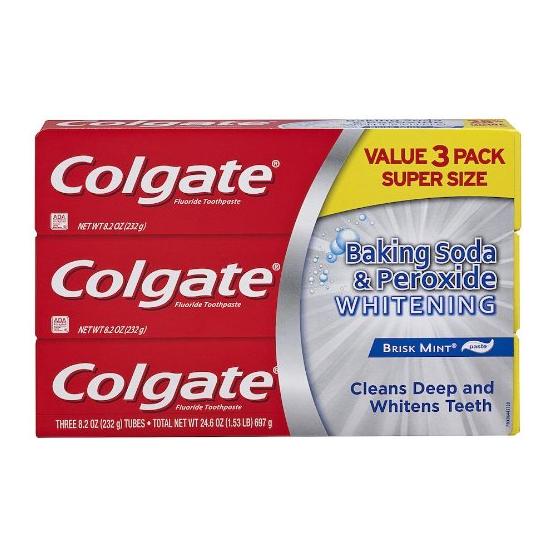 Colgate®
Fluoride Toothpaste
ADA
NET WT 8.2 OZ (232 g)
Colgate®
Fluoride Toothpaste
ADA
NET WT 8.2 OZ (232 g)
Colgate®
Fluoride Toothpaste
THREE 8.2 OZ (232 g) TUBES • TOTAL NET WT 24.6 OZ (1.53 LB) 697 g
VALUE 3 PACK
SUPER SIZE
Baking Soda
& Peroxide
WHITENING
BRISK MINT® paste
Cleans Deep and
Whitens Teeth